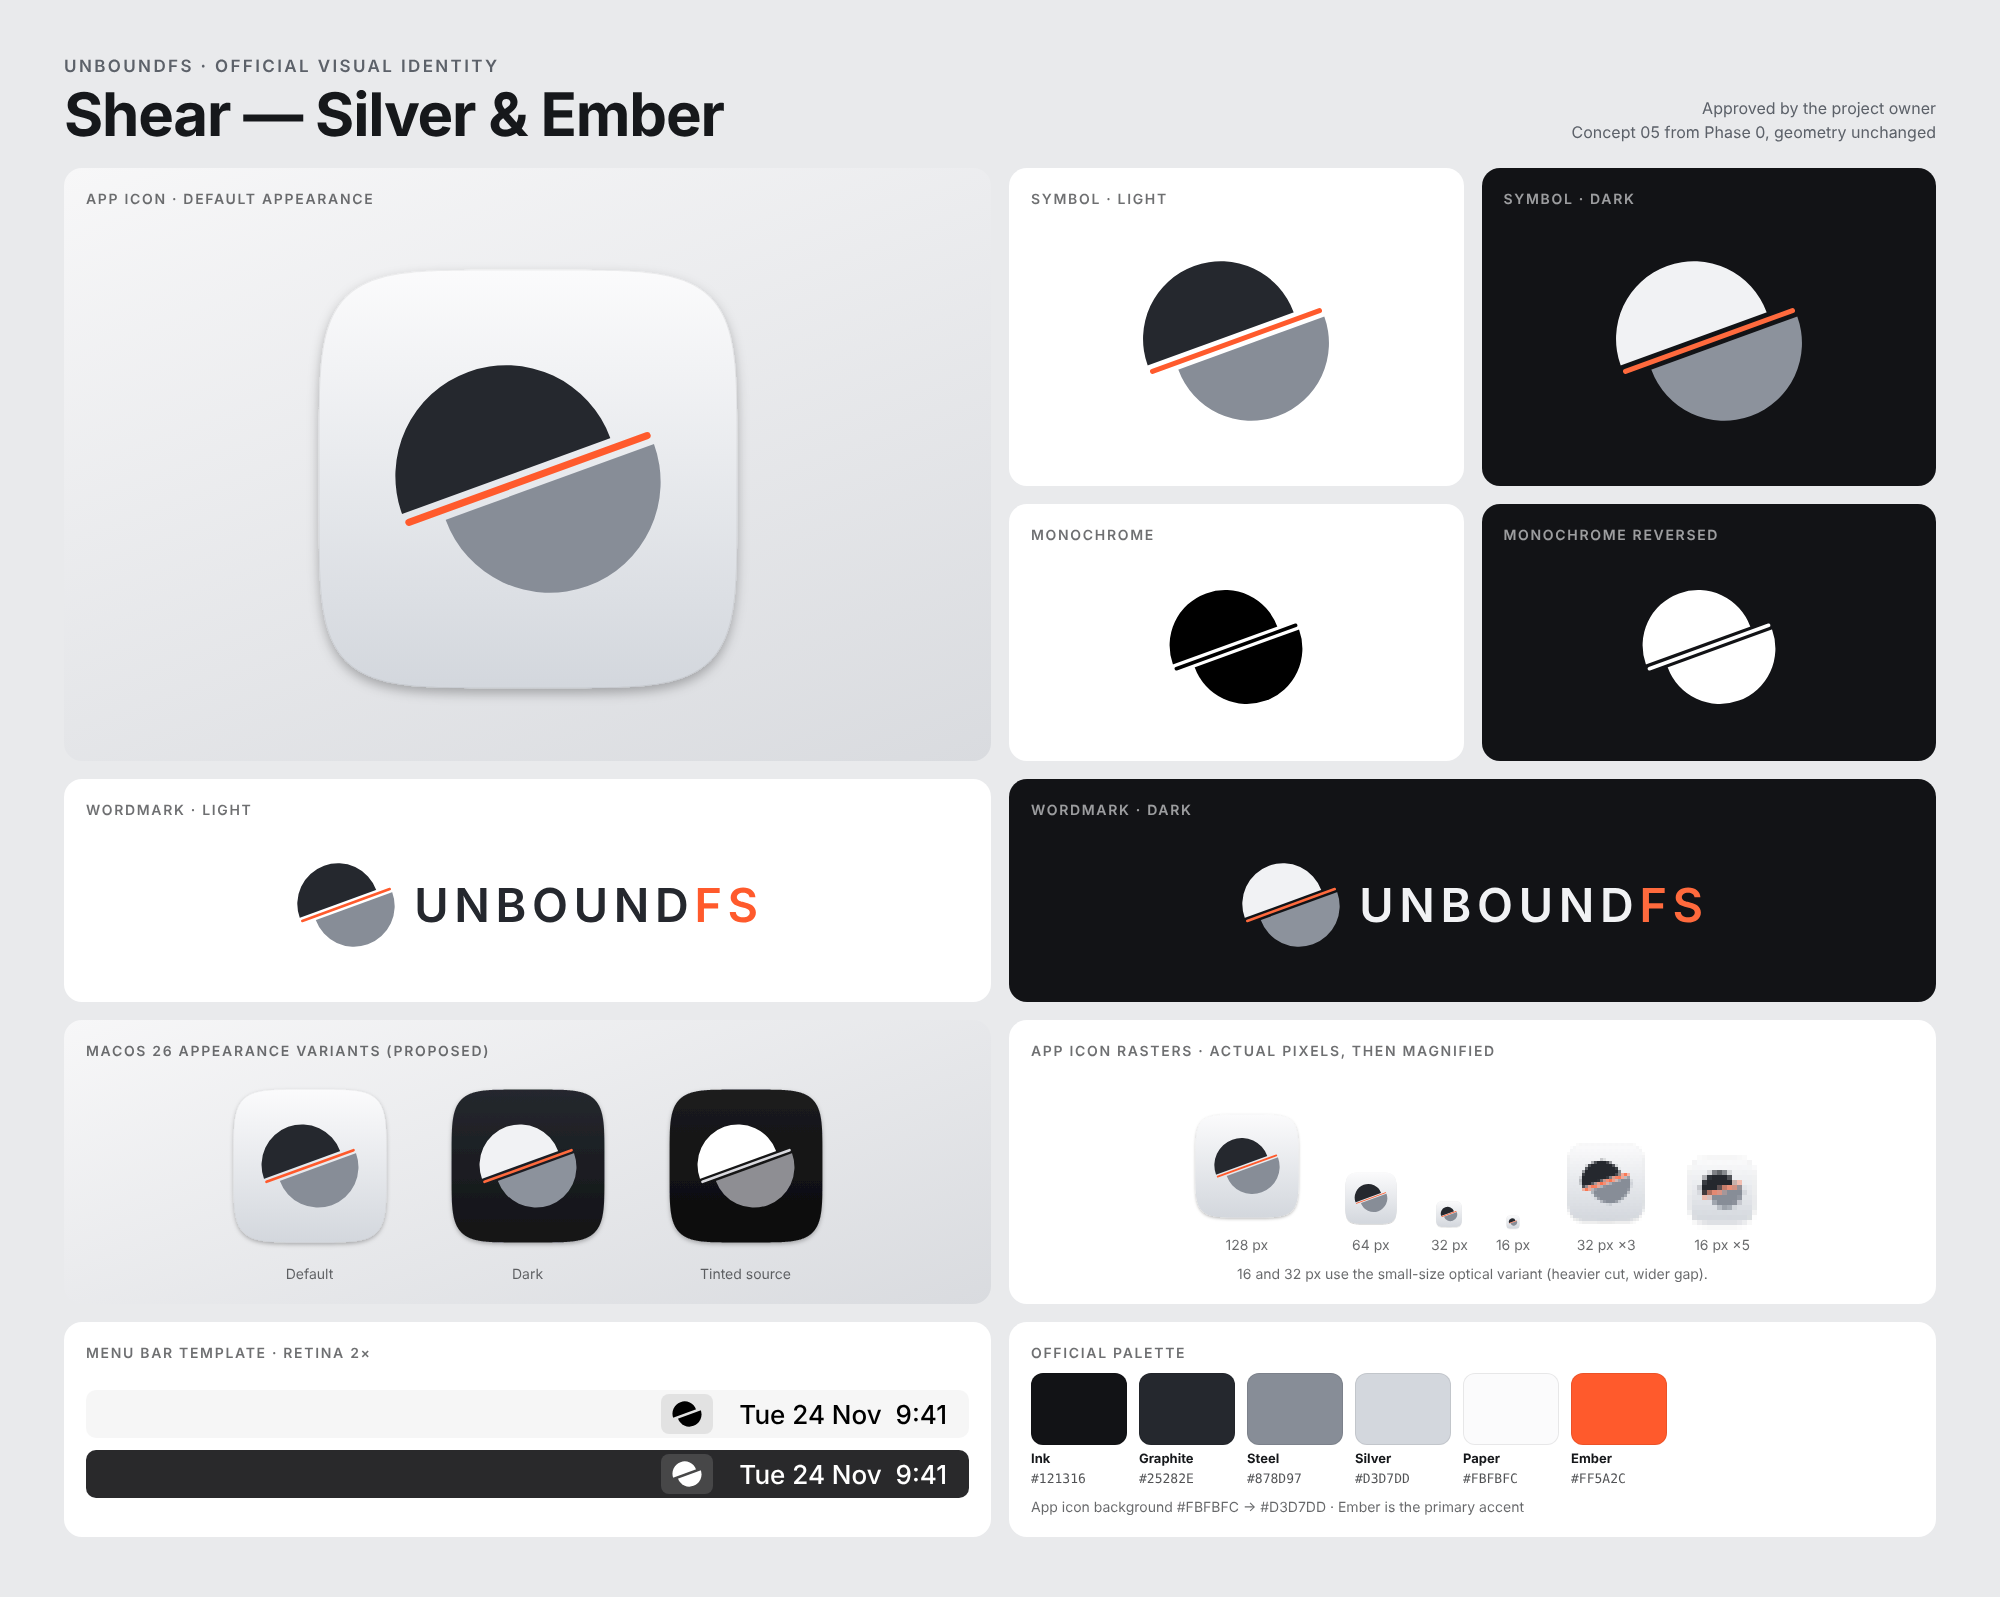 UNBOUNDFS · OFFICIAL VISUAL IDENTITY
Shear — Silver & Ember
Approved by the project owner
Concept 05 from Phase 0, geometry unchanged
APP ICON · DEFAULT APPEARANCE
SYMBOL · LIGHT
SYMBOL · DARK
MONOCHROME
MONOCHROME REVERSED
WORDMARK · LIGHT
UNBOUNDFS
WORDMARK · DARK
UNBOUNDFS
MACOS 26 APPEARANCE VARIANTS (PROPOSED)
Default
Dark
Tinted source
APP ICON RASTERS · ACTUAL PIXELS, THEN MAGNIFIED
128 px
64 px
32 px
16 px
32 px ×3
16 px ×5
16 and 32 px use the small-size optical variant (heavier cut, wider gap).
MENU BAR TEMPLATE · RETINA 2×
Tue 24 Nov 9:41
Tue 24 Nov 9:41
OFFICIAL PALETTE
Ink
#121316
Graphite
#25282E
Steel
#878D97
Silver
#D3D7DD
Paper
#FBFBFC
Ember
#FF5A2C
App icon background #FBFBFC → #D3D7DD · Ember is the primary accent